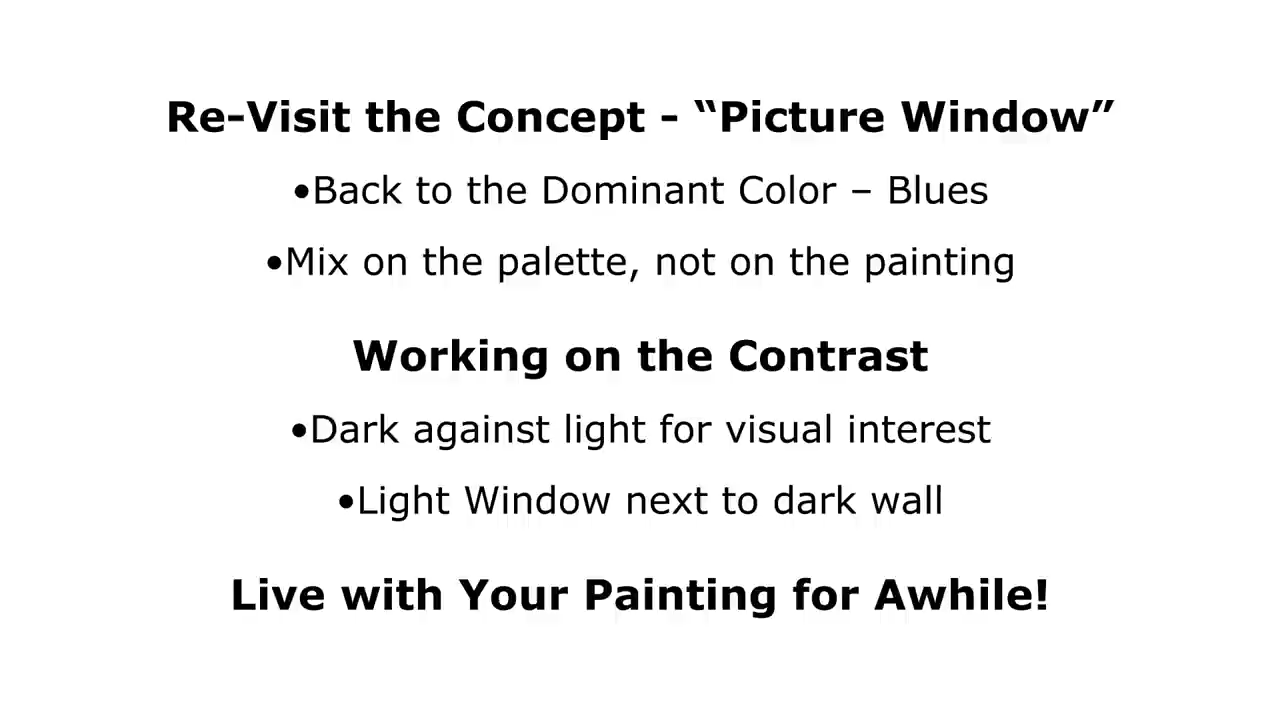 Re-Visit the Concept - “Picture Window”
•Back to the Dominant Color – Blues
•Mix on the palette, not on the painting
Working on the Contrast
•Dark against light for visual interest
•Light Window next to dark wall
Live with Your Painting for Awhile!